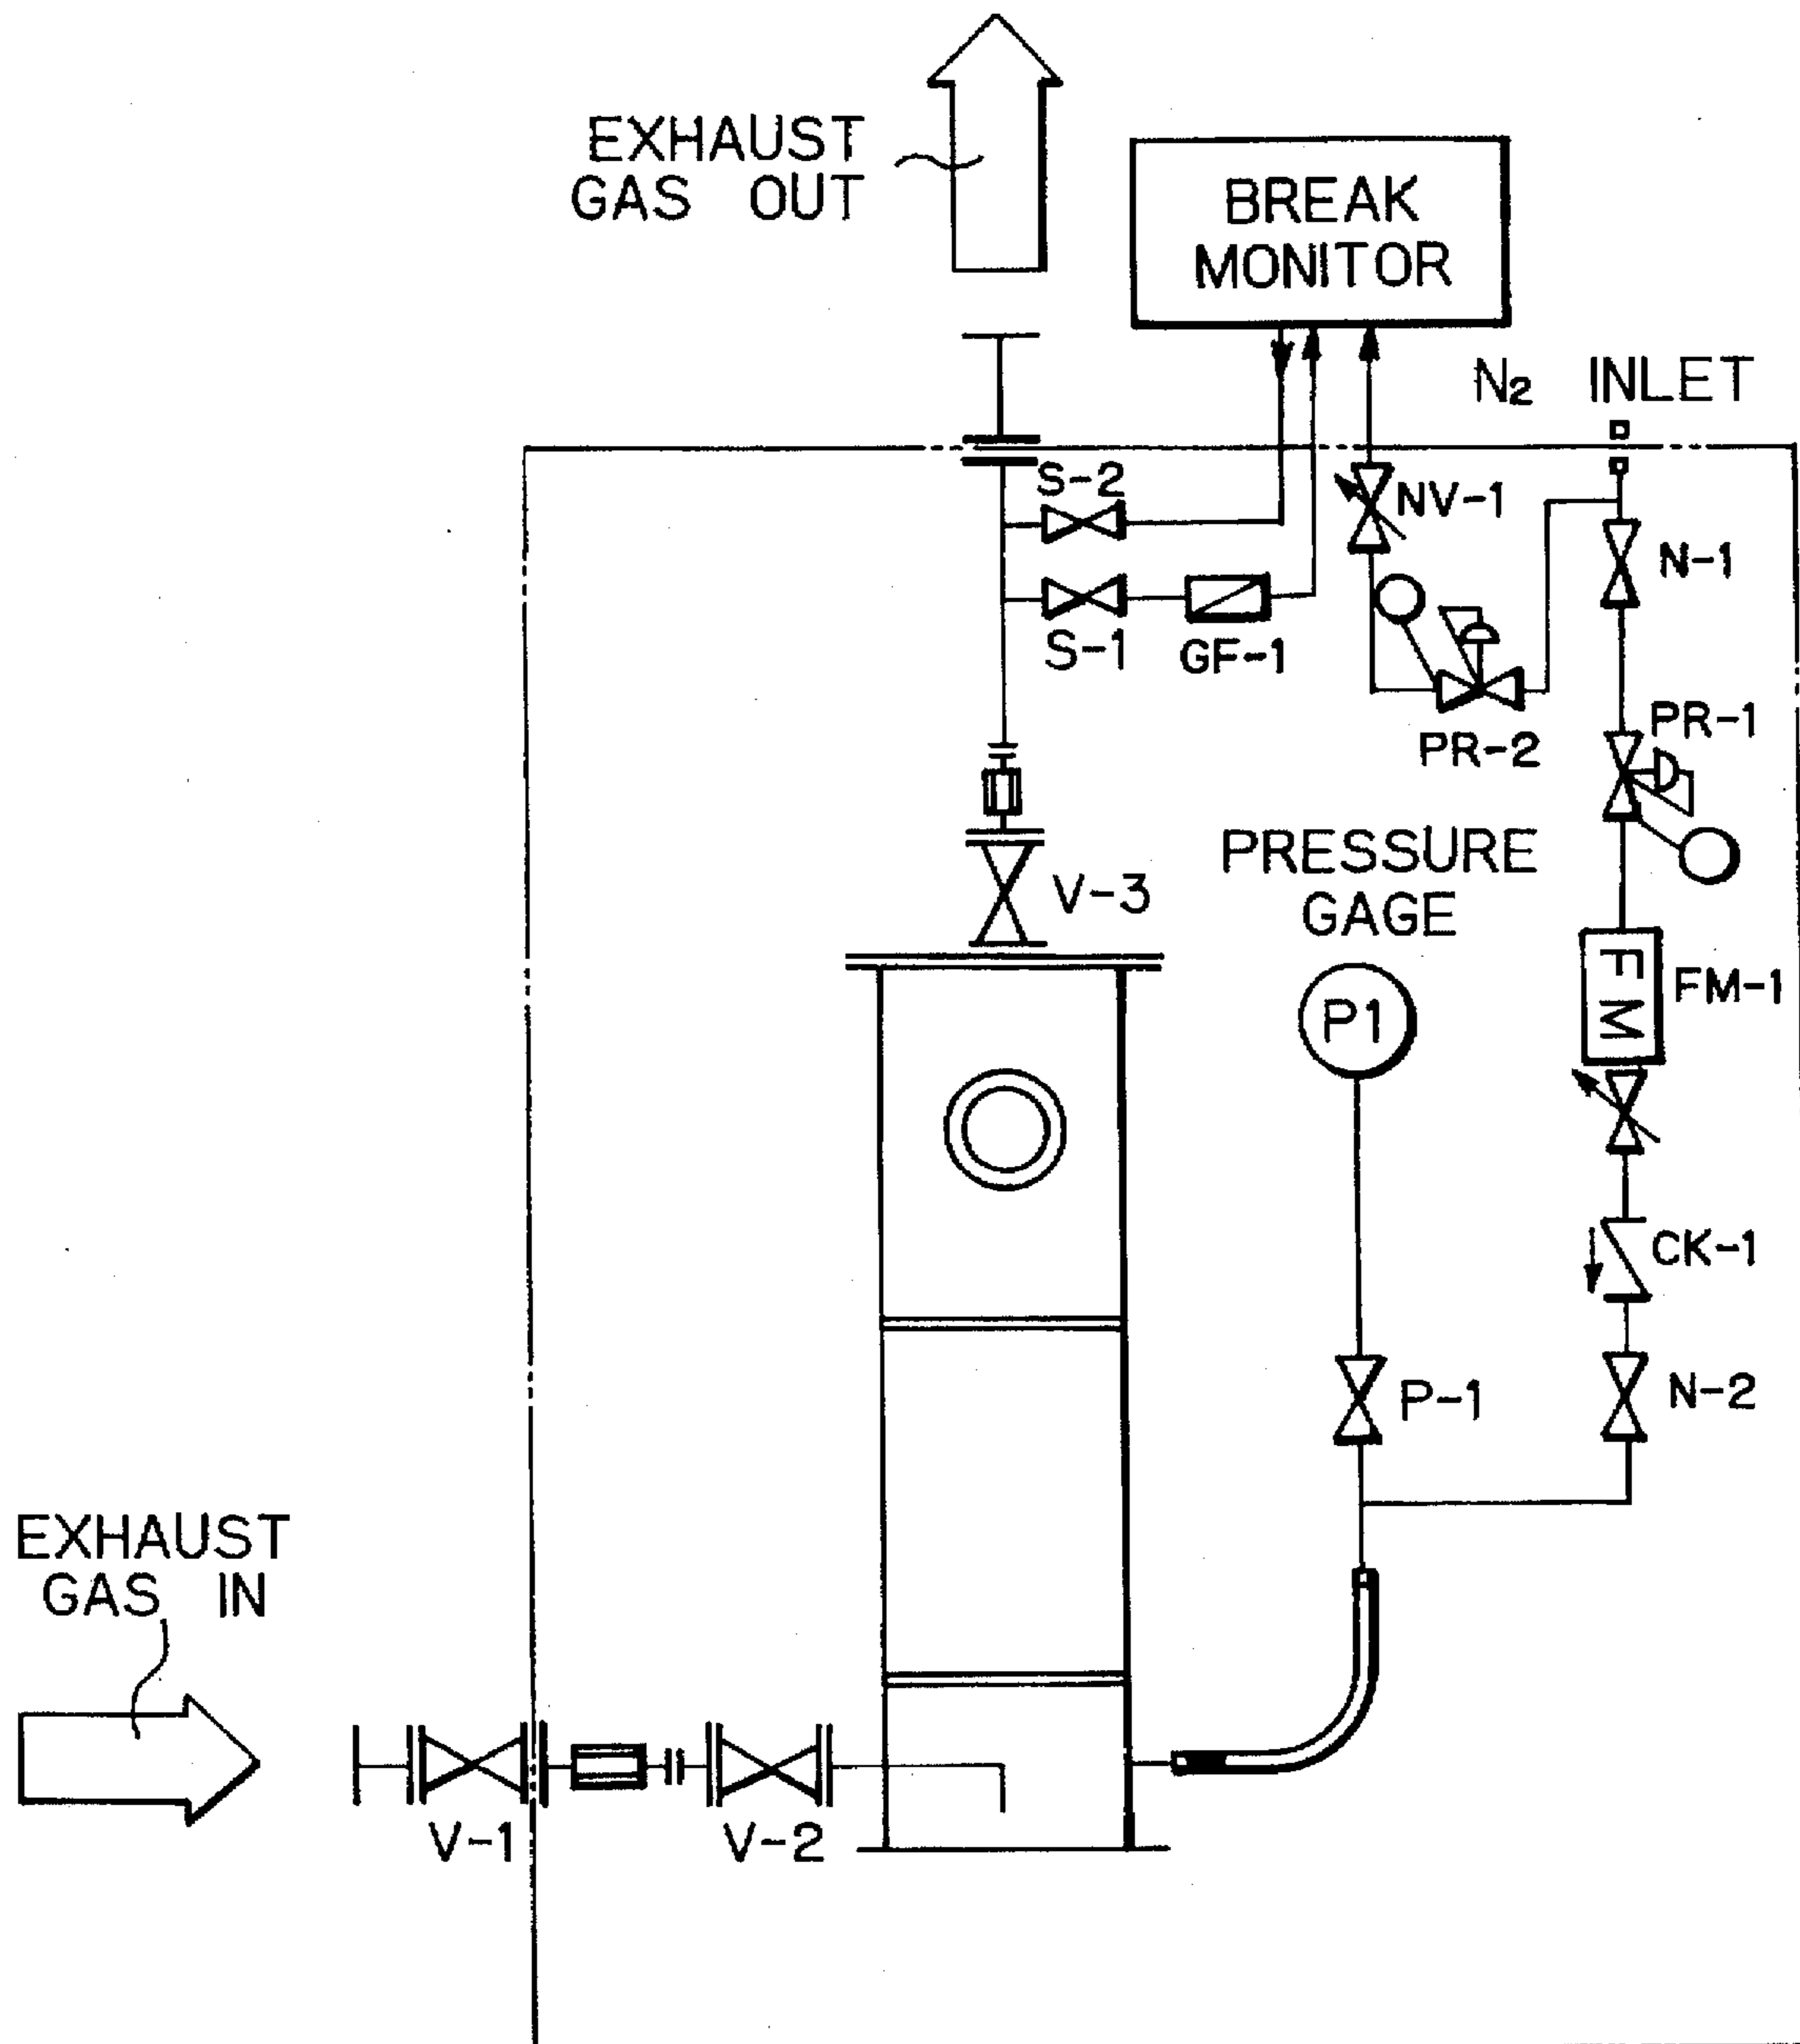 EXHAUST
GAS OUT
BREAK
MONITOR
N2 INLET
S-2
NV-1
N-1
S-1
GF-1
PR-2
PR-1
V-3
PRESSURE
GAGE
P1
FM
FM-1
CK-1
P-1
N-2
EXHAUST
GAS IN
V-1
V-2